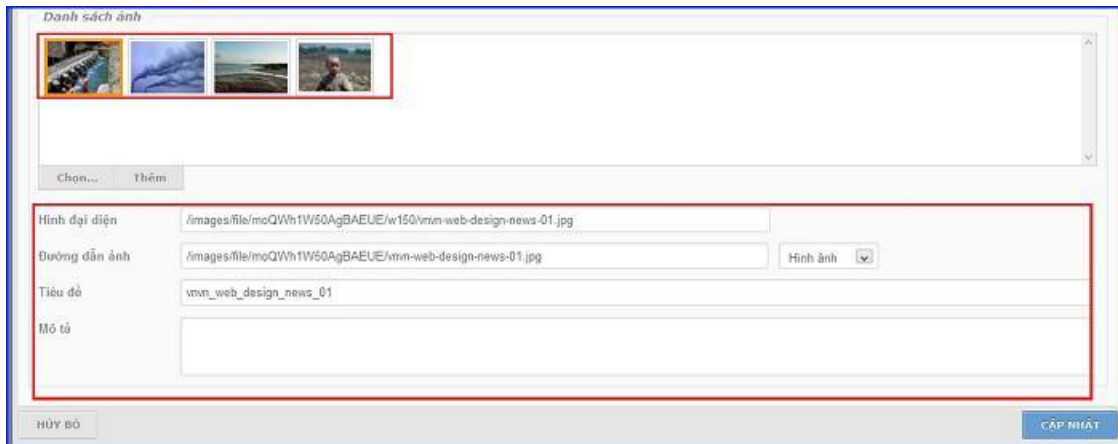 Danh sách ảnh
Chọn... Thêm
Hình đại diện /images/file/moQWh1W50AgBAEUE/w150/vnvn-web-design-news-01.jpg
Đường dẫn ảnh /images/file/moQWh1W50AgBAEUE/vnvn-web-design-news-01.jpg Hình ảnh
Tiêu đề vnvn_web_design_news_01
Mô tả
HỦY BỎ CẬP NHẬT